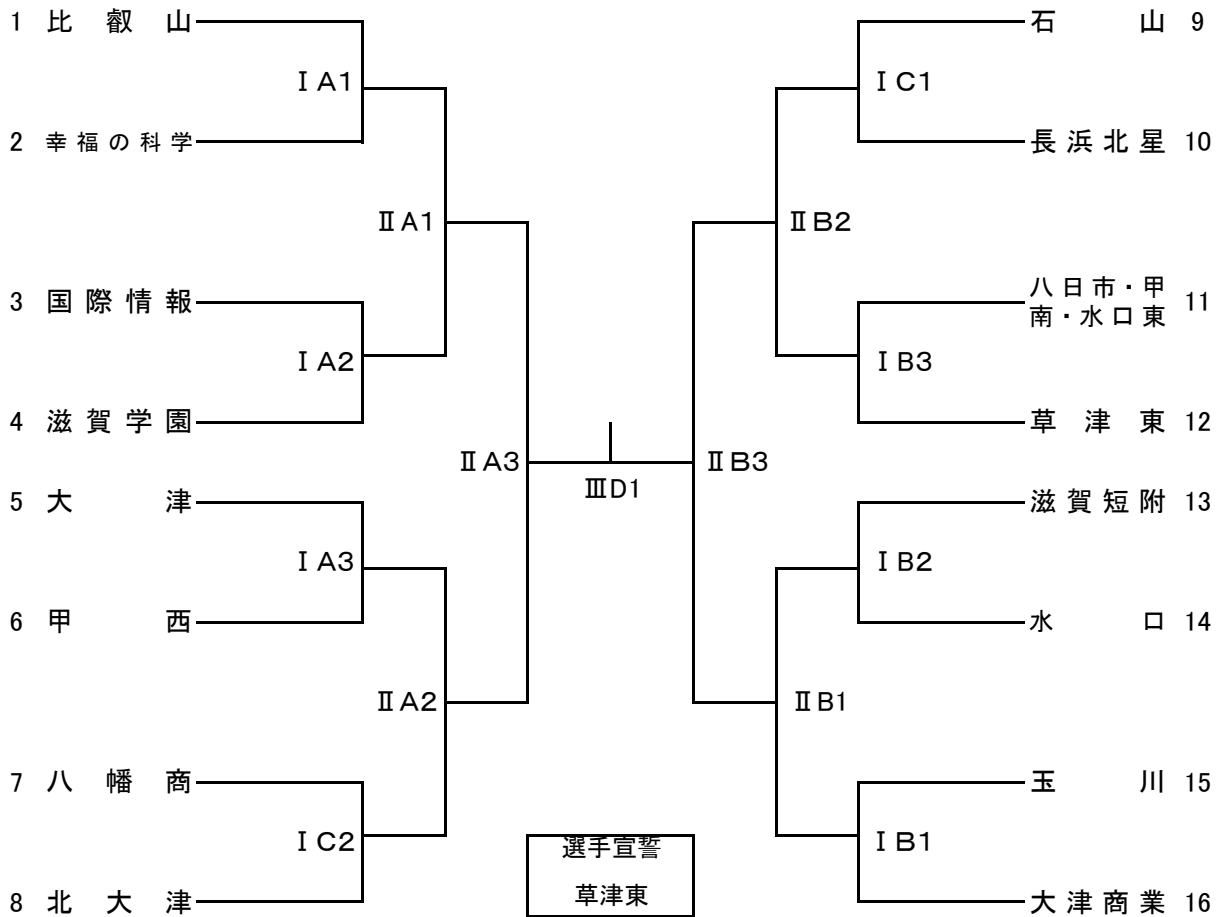 1 比叡山
ⅠA1
2 幸福の科学
ⅡA1
3 国際情報
ⅠA2
4 滋賀学園
ⅡA3
5 大津
ⅠA3
6 甲西
ⅡA2
7 八幡商
ⅠC2
8 北大津
ⅢD1
選手宣誓
草津東
石山 9
ⅠC1
長浜北星 10
ⅡB2
八日市・甲
南・水口東 11
ⅠB3
草津東 12
ⅡB3
滋賀短附 13
ⅠB2
水口 14
ⅡB1
玉川 15
ⅠB1
大津商業 16